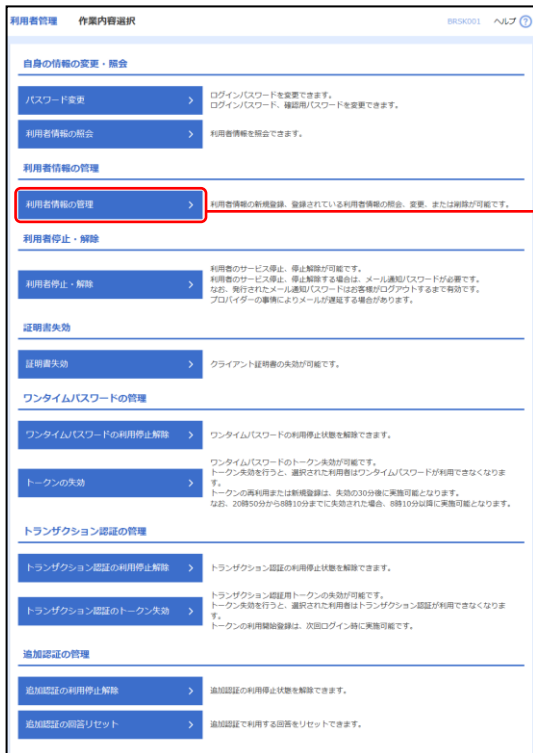 利用者管理 作業内容選択 BRSK001 ヘルプ ?
自身の情報の変更・照会
パスワード変更 >
ログインパスワードを変更できます。
ログインパスワード、確認用パスワードを変更できます。
利用者情報の照会 > 利用者情報を照会できます。
利用者情報の管理
利用者情報の管理 > 利用者情報の新規登録、登録されている利用者情報の照会、変更、または削除が可能です。
利用者停止・解除
利用者停止・解除 >
利用者のサービス停止、停止解除が可能です。
利用者のサービス停止、停止解除する場合は、メール通知パスワードが必要です。
なお、発行されたメール通知パスワードはお客様がログアウトするまで有効です。
プロバイダーの事情によりメールが遅延する場合があります。
証明書失効
証明書失効 > クライアント証明書の失効が可能です。
ワンタイムパスワードの管理
ワンタイムパスワードの利用停止解除 > ワンタイムパスワードの利用停止状態を解除できます。
トークンの失効 >
ワンタイムパスワードのトークン失効が可能です。
トークン失効を行うと、選択された利用者はワンタイムパスワードが利用できなくなりま
す。
トークンの再利用または新規登録は、失効の30分後に実施可能となります。
なお、20時50分から8時10分までに失効された場合、8時10分以降に実施可能となります。
トランザクション認証の管理
トランザクション認証の利用停止解除 > トランザクション認証の利用停止状態を解除できます。
トランザクション認証のトークン失効 >
トランザクション認証用トークンの失効が可能です。
トークン失効を行うと、選択された利用者はトランザクション認証が利用できなくなりま
す。
トークンの利用開始登録は、次回ログイン時に実施可能です。
追加認証の管理
追加認証の利用停止解除 > 追加認証の利用停止状態を解除できます。
追加認証の回答リセット > 追加認証で利用する回答をリセットできます。